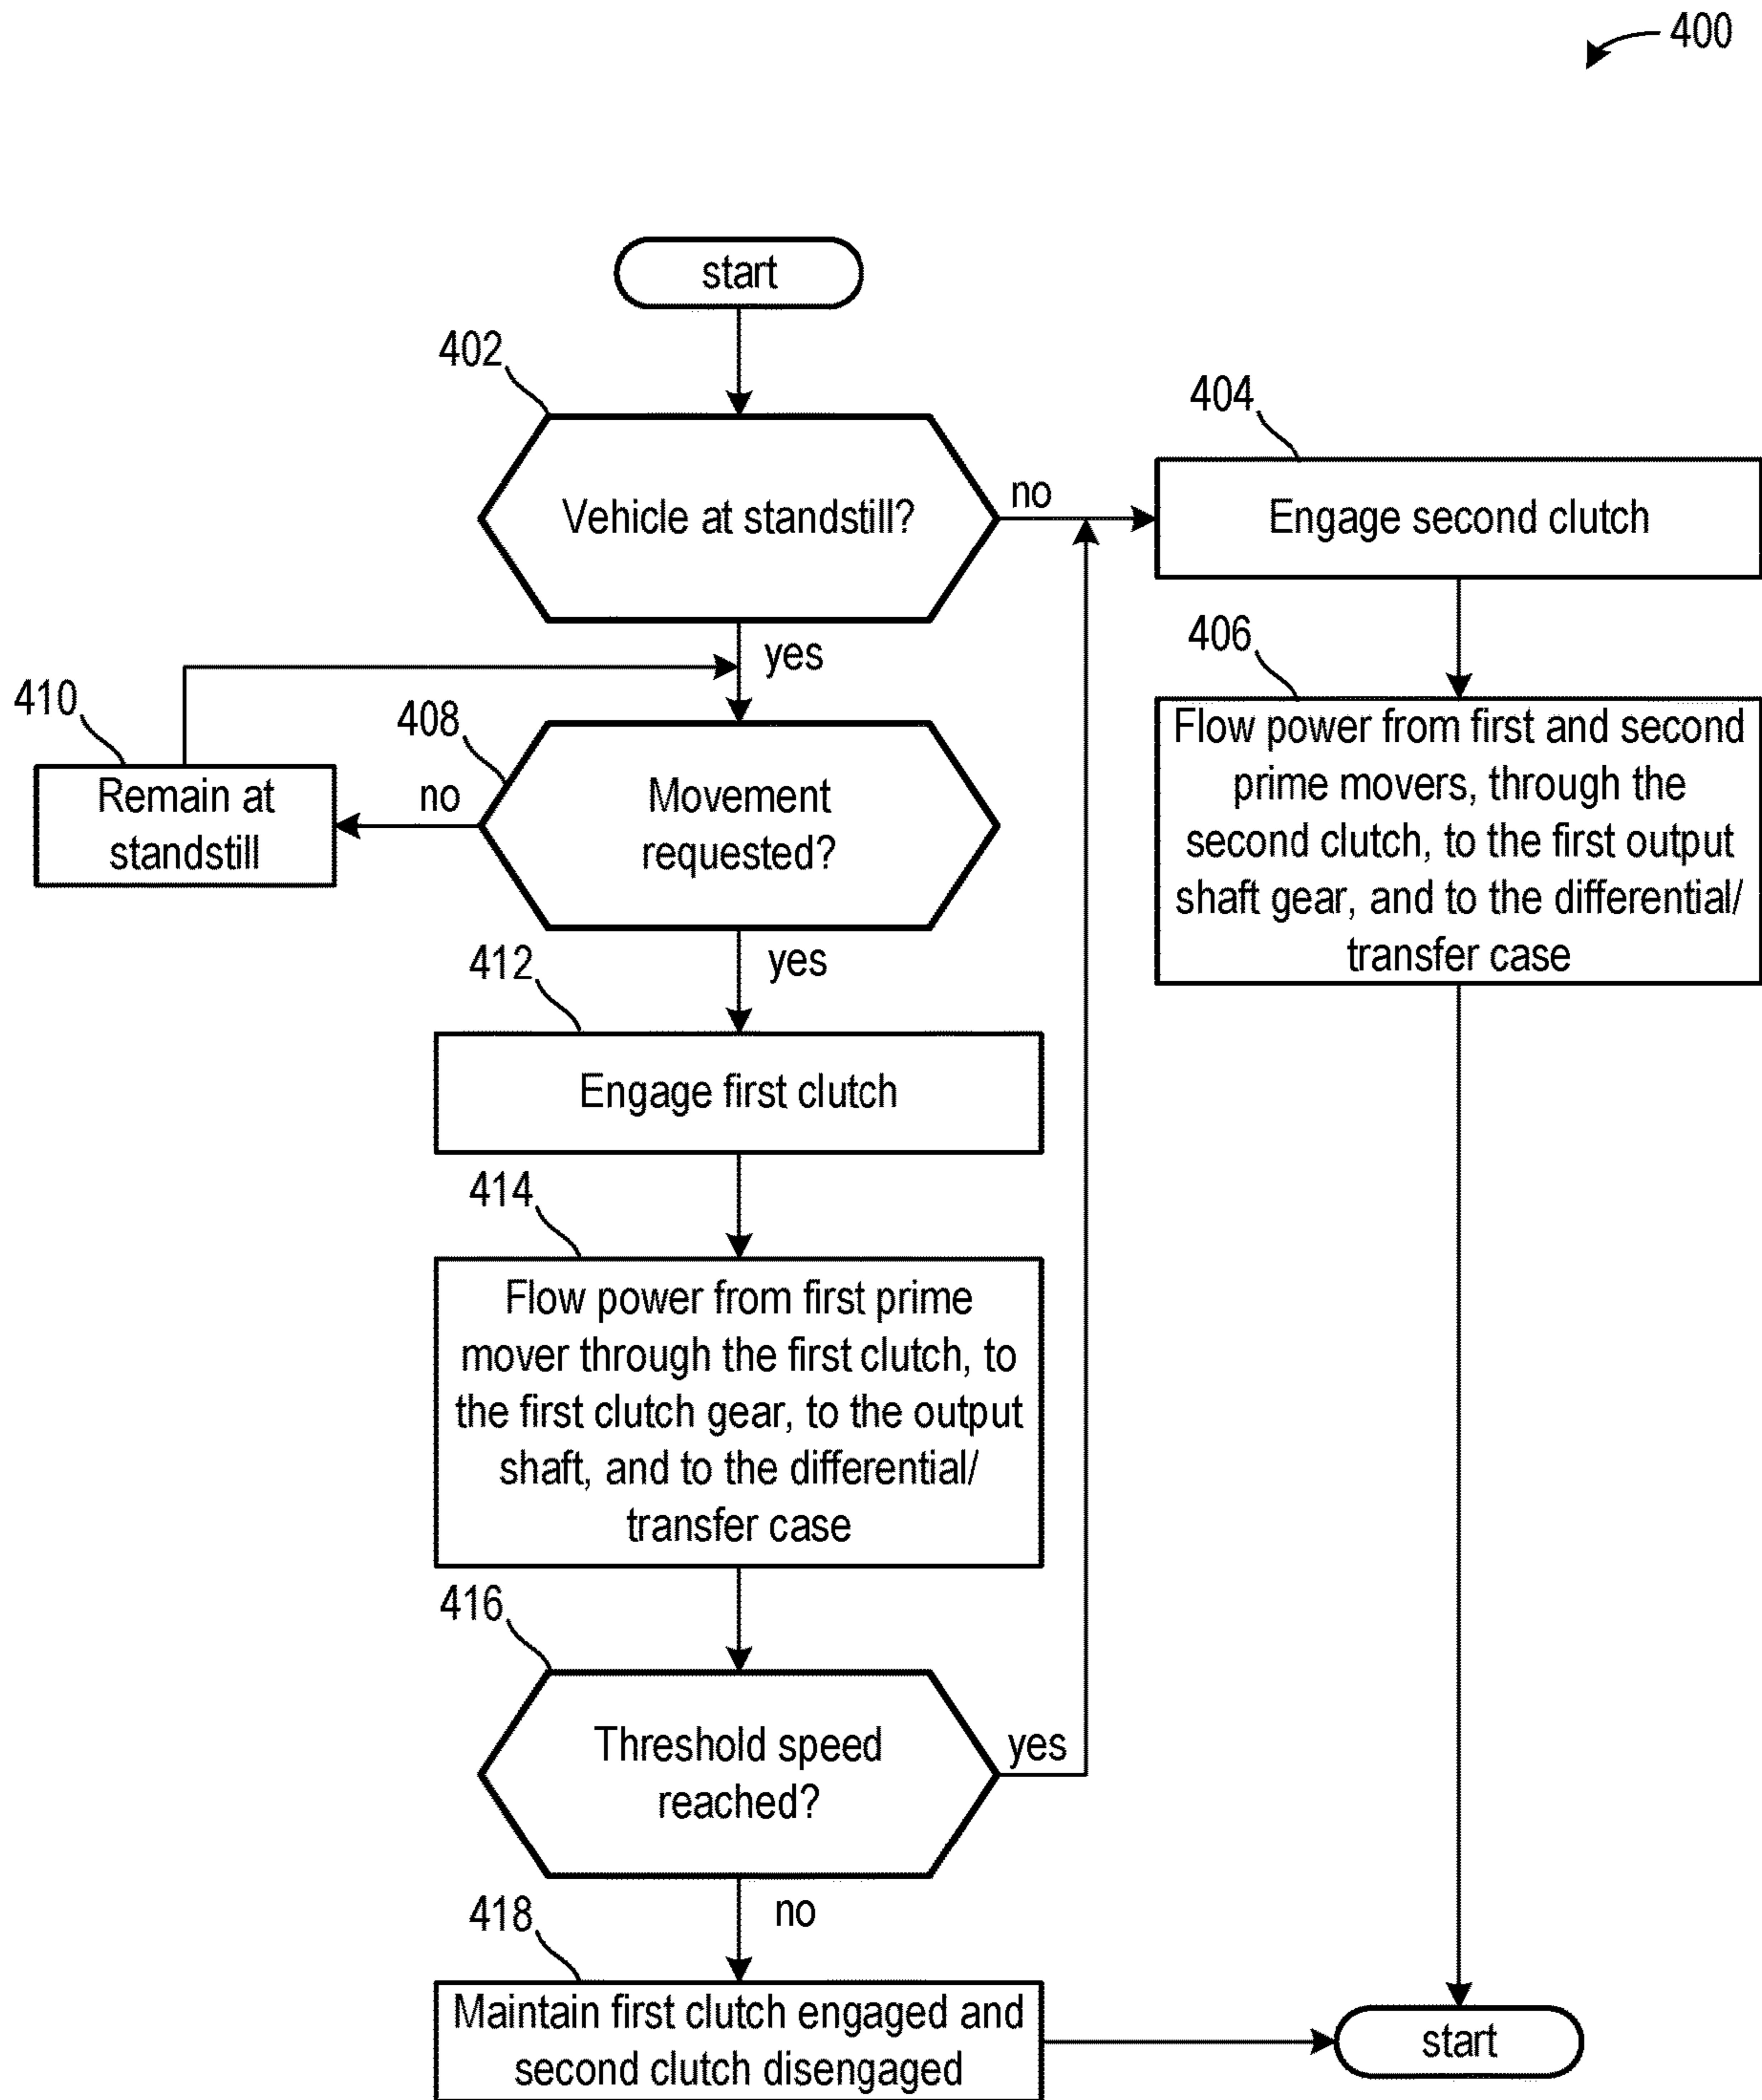 400
start
402
Vehicle at standstill?
no
404
Engage second clutch
yes
406
Flow power from first and second
prime movers, through the
second clutch, to the first output
shaft gear, and to the differential/
transfer case
410
Remain at
standstill
no
408
Movement
requested?
yes
412
Engage first clutch
414
Flow power from first prime
mover through the first clutch, to
the first clutch gear, to the output
shaft, and to the differential/
transfer case
416
Threshold speed
reached?
yes
no
418
Maintain first clutch engaged and
second clutch disengaged
start